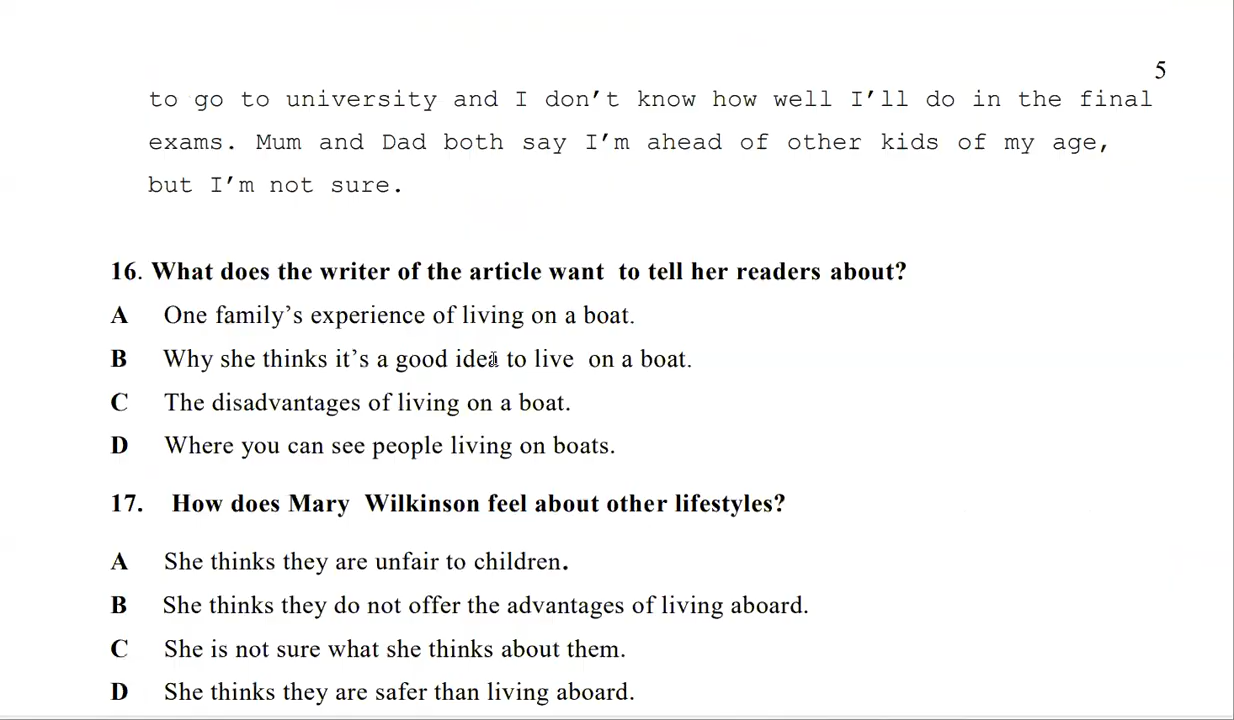 5
to go to university and I don't know how well I'll do in the final
exams. Mum and Dad both say I'm ahead of other kids of my age,
but I'm not sure.
16. What does the writer of the article want to tell her readers about?
A One family's experience of living on a boat.
B Why she thinks it's a good idea to live on a boat.
C The disadvantages of living on a boat.
D Where you can see people living on boats.
17. How does Mary Wilkinson feel about other lifestyles?
A She thinks they are unfair to children.
B She thinks they do not offer the advantages of living aboard.
C She is not sure what she thinks about them.
D She thinks they are safer than living aboard.